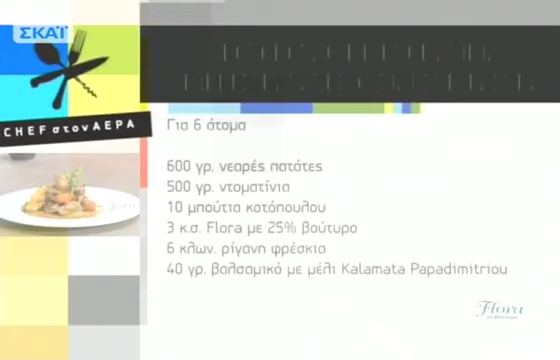 ΣΚΑΪ
CHEF στον ΑΕΡΑ
Για 6 άτομα
600 γρ. νεαρές πατάτες
500 γρ. ντοματίνια
10 μπούτια κοτόπουλου
3 κ.σ. Flora με 25% βούτυρο
6 κλων. ρίγανη φρέσκια
40 γρ. βαλσαμικό με μέλι Kalamata Papadimitriou
Flora